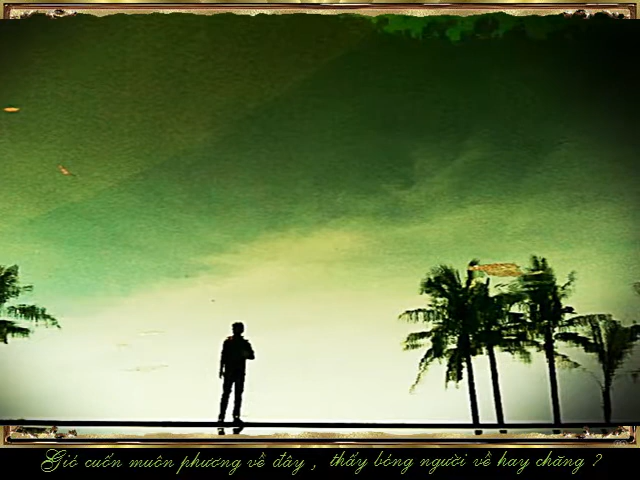 Gió cuốn muôn phương về đây , thấy bóng người về hay chăng ?